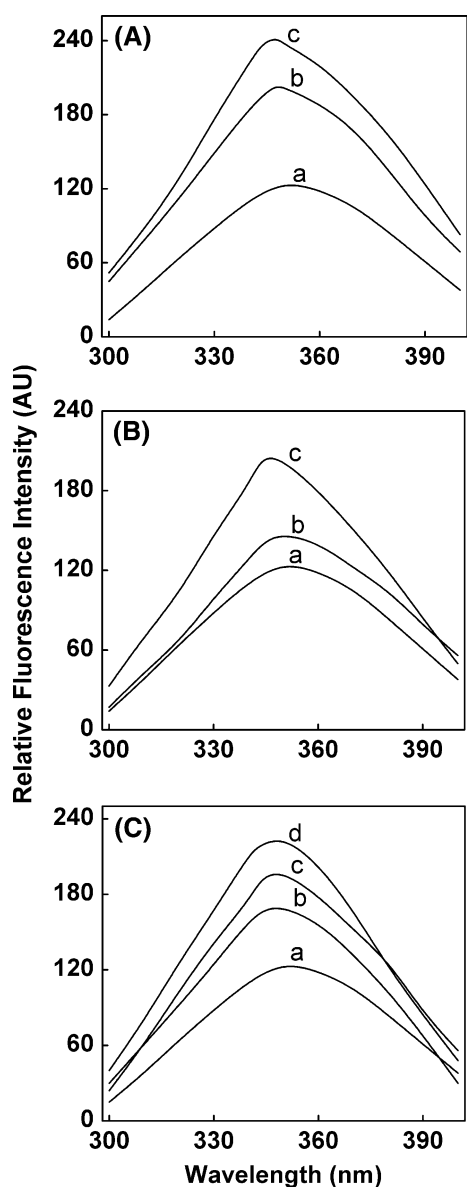 (A)
240
180
120
60
0
c
b
a
300 330 360 390
Relative Fluorescence Intensity (AU)
(B)
240
180
120
60
0
c
b
a
300 330 360 390
(C)
240
180
120
60
0
d
c
b
a
300 330 360 390
Wavelength (nm)